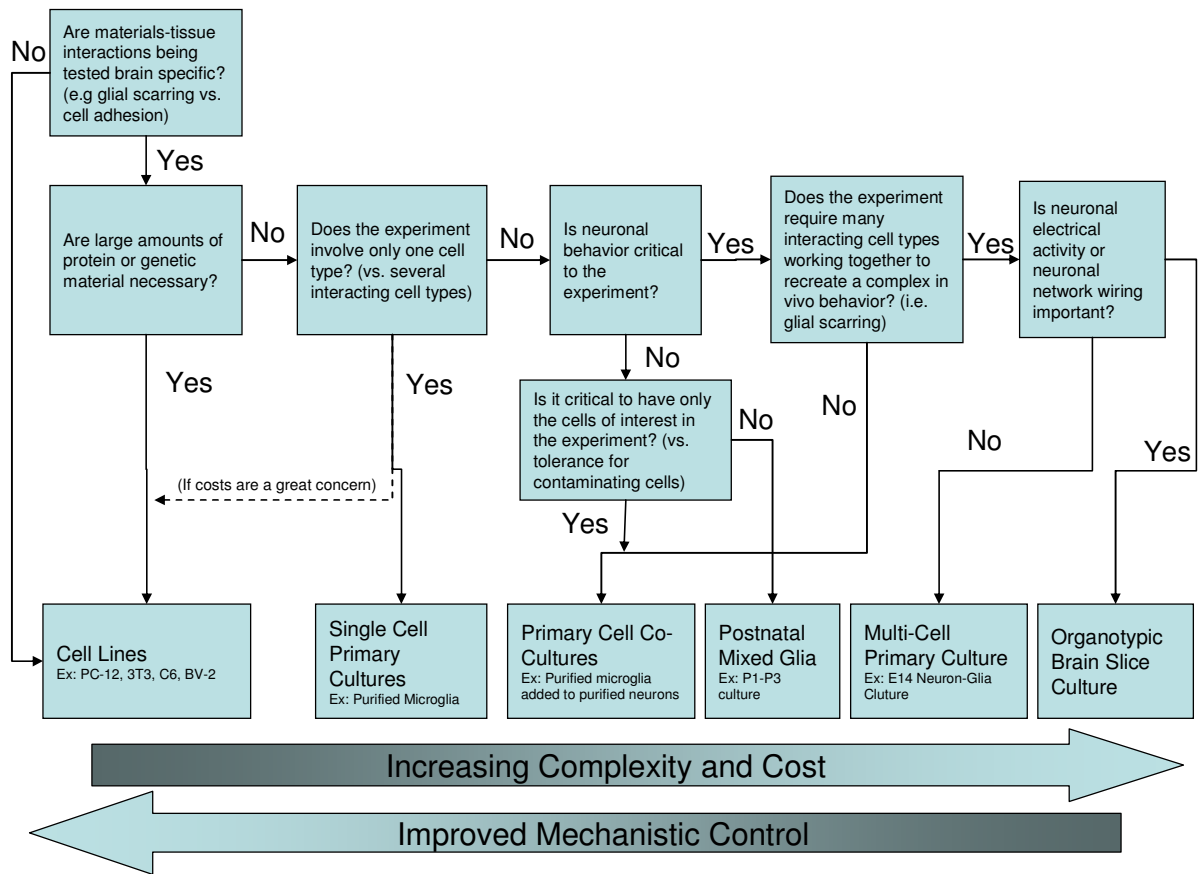 Are materials-tissue
interactions being
tested brain specific?
(e.g glial scarring vs.
cell adhesion)
No
Yes
Are large amounts of
protein or genetic
material necessary?
No
Does the experiment
involve only one cell
type? (vs. several
interacting cell types)
No
Is neuronal
behavior critical
to the
experiment?
Yes
Does the experiment
require many
interacting cell types
working together to
recreate a complex in
vivo behavior? (i.e.
glial scarring)
Yes
Is neuronal
electrical
activity or
neuronal
network wiring
important?
Yes
Yes
No
Is it critical to have only
the cells of interest in
the experiment? (vs.
tolerance for
contaminating cells)
No
No
No
Yes
(If costs are a great concern)
Yes
Cell Lines
Ex: PC-12, 3T3, C6, BV-2
Single Cell
Primary
Cultures
Ex: Purified Microglia
Primary Cell Co-
Cultures
Ex: Purified microglia
added to purified neurons
Postnatal
Mixed Glia
Ex: P1-P3
culture
Multi-Cell
Primary Culture
Ex: E14 Neuron-Glia
Cluture
Organotypic
Brain Slice
Culture
Increasing Complexity and Cost
Improved Mechanistic Control